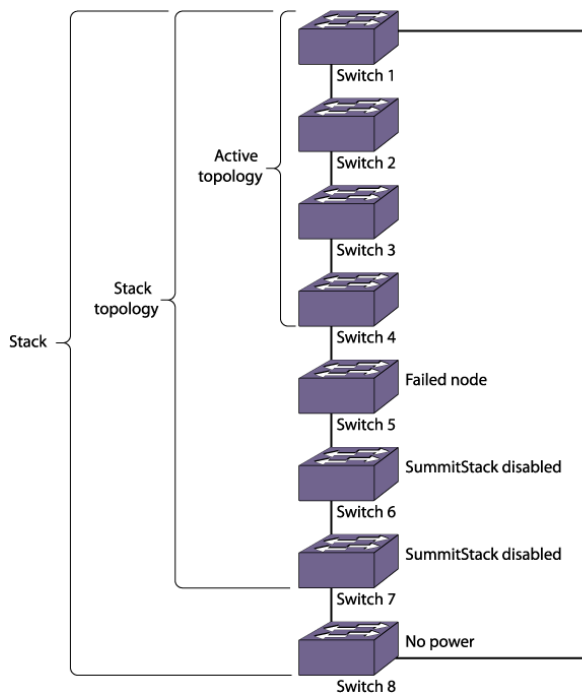 Switch 1
Switch 2
Active
topology
Switch 3
Stack
topology
Switch 4
Stack
Failed node
Switch 5
SummitStack disabled
Switch 6
SummitStack disabled
Switch 7
No power
Switch 8